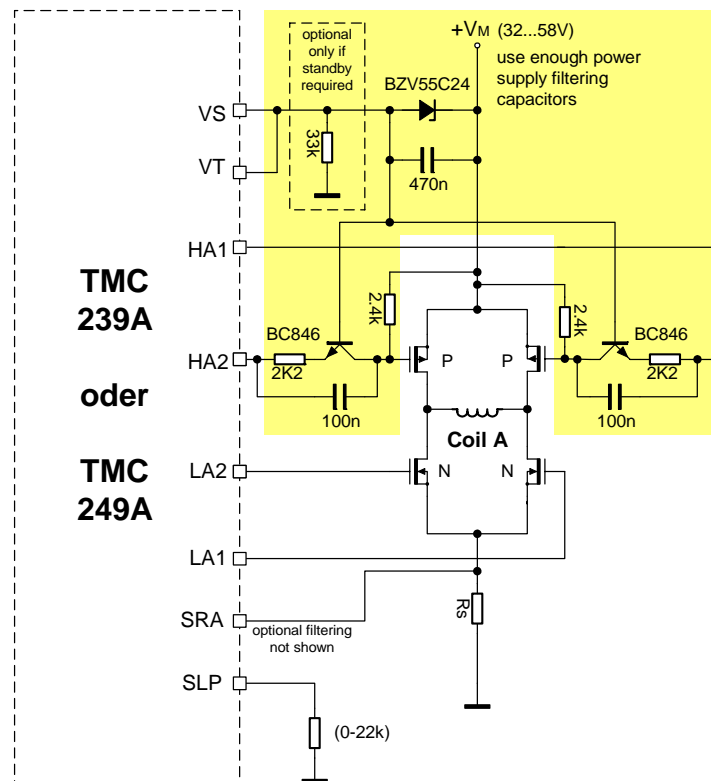 optional
only if
standby
required
+VM (32...58V)
use enough power
supply filtering
capacitors
BZV55C24
VS
33k
VT
470n
HA1
TMC
239A
oder
TMC
249A
2.4k
2.4k
BC846
BC846
HA2
2K2
P
P
2K2
100n
100n
Coil A
LA2
N
N
LA1
SRA
optional filtering
not shown
Rs
SLP
(0-22k)